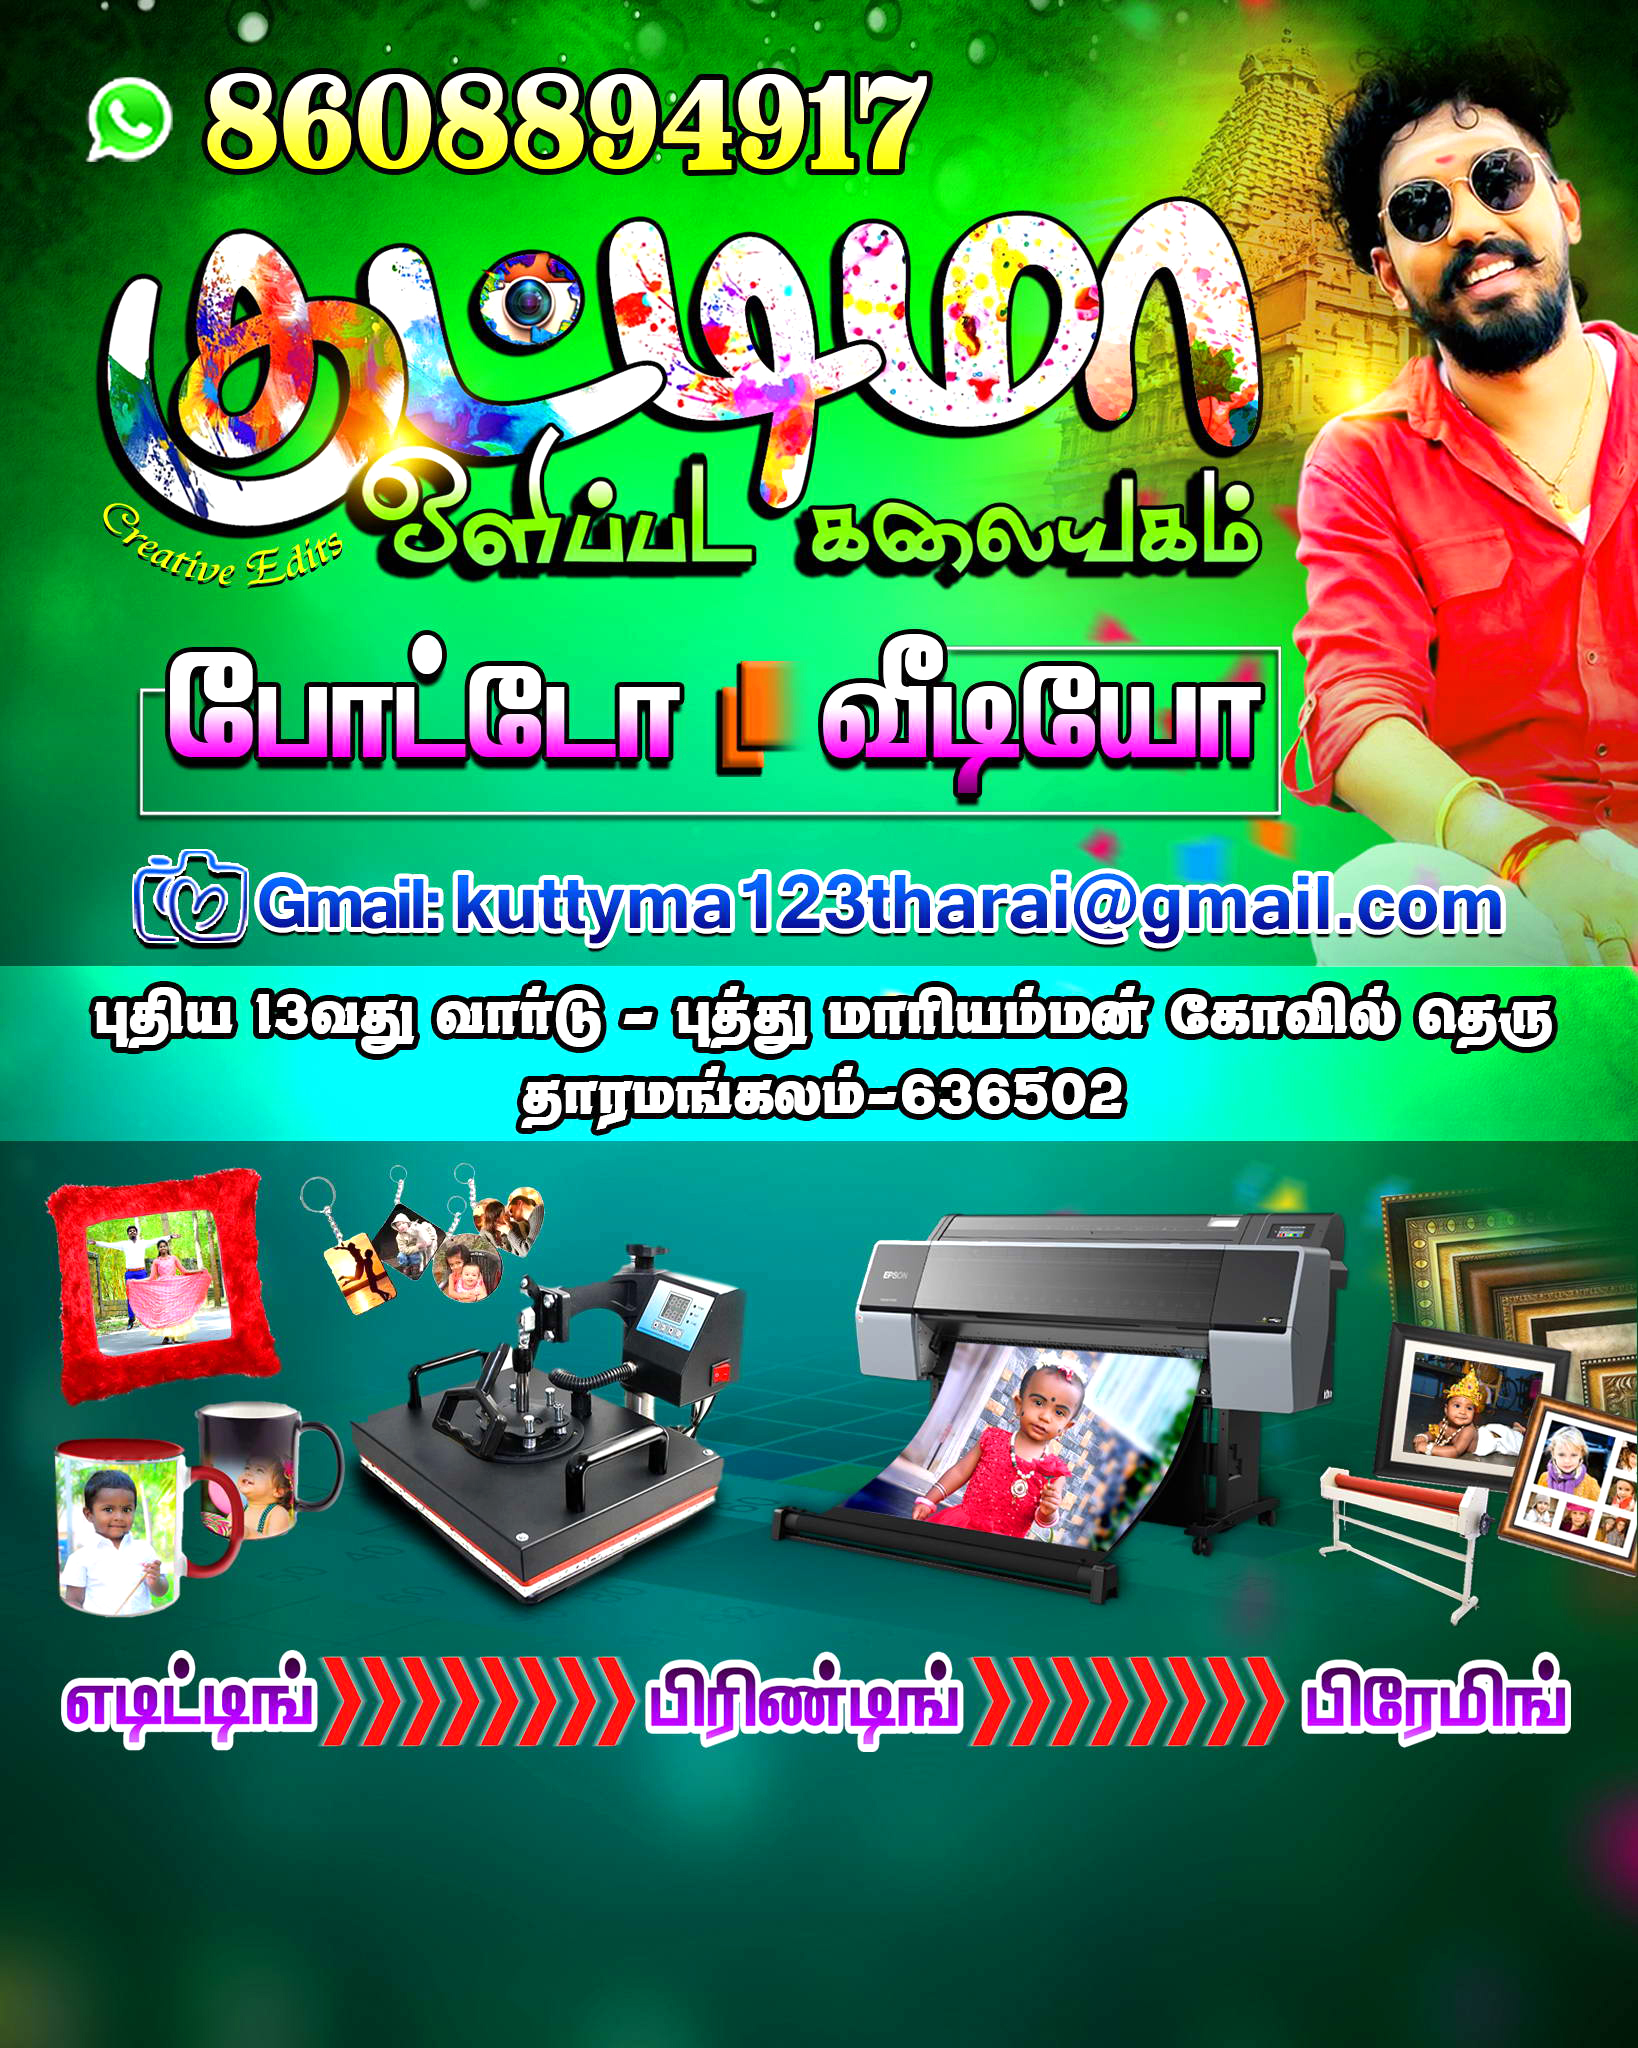 8608894917
குட்டிமா
Creative Edits
ஒளிப்பட கலையகம்
போட்டோ வீடியோ
Gmail: kuttyma123tharai@gmail.com
புதிய 13வது வார்டு - புத்து மாரியம்மன் கோவில் தெரு
தாரமங்கலம்-636502
EPSON
எடிட்டிங் பிரிண்டிங் பிரேமிங்